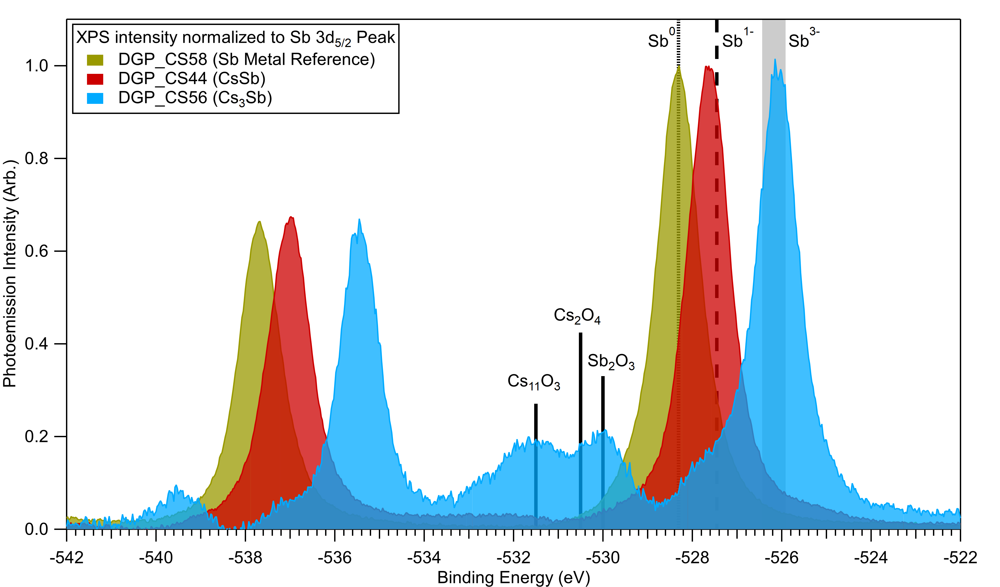 XPS intensity normalized to Sb 3d5/2 Peak
DGP_CS58 (Sb Metal Reference)
DGP_CS44 (CsSb)
DGP_CS56 (Cs3Sb)
Sb0
Sb1-
Sb3-
Cs2O4
Sb2O3
Cs11O3
Photoemission Intensity (Arb.)
1.0
0.8
0.6
0.4
0.2
0.0
-542 -540 -538 -536 -534 -532 -530 -528 -526 -524 -522
Binding Energy (eV)